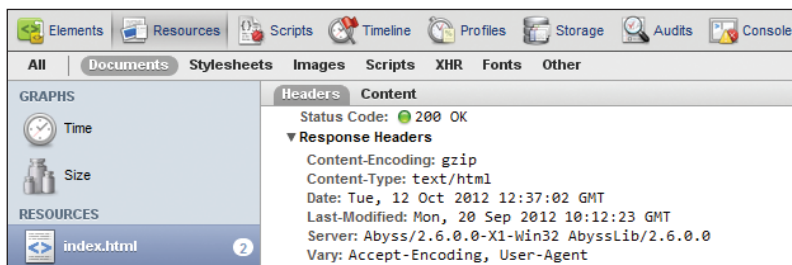 Elements Resources Scripts Timeline Profiles Storage Audits Console
All Documents Stylesheets Images Scripts XHR Fonts Other
GRAPHS
Time
Size
RESOURCES
index.html 2
Headers Content
Status Code: 200 OK
Response Headers
Content-Encoding: gzip
Content-Type: text/html
Date: Tue, 12 Oct 2012 12:37:02 GMT
Last-Modified: Mon, 20 Sep 2012 10:12:23 GMT
Server: Abyss/2.6.0.0-X1-Win32 AbyssLib/2.6.0.0
Vary: Accept-Encoding, User-Agent